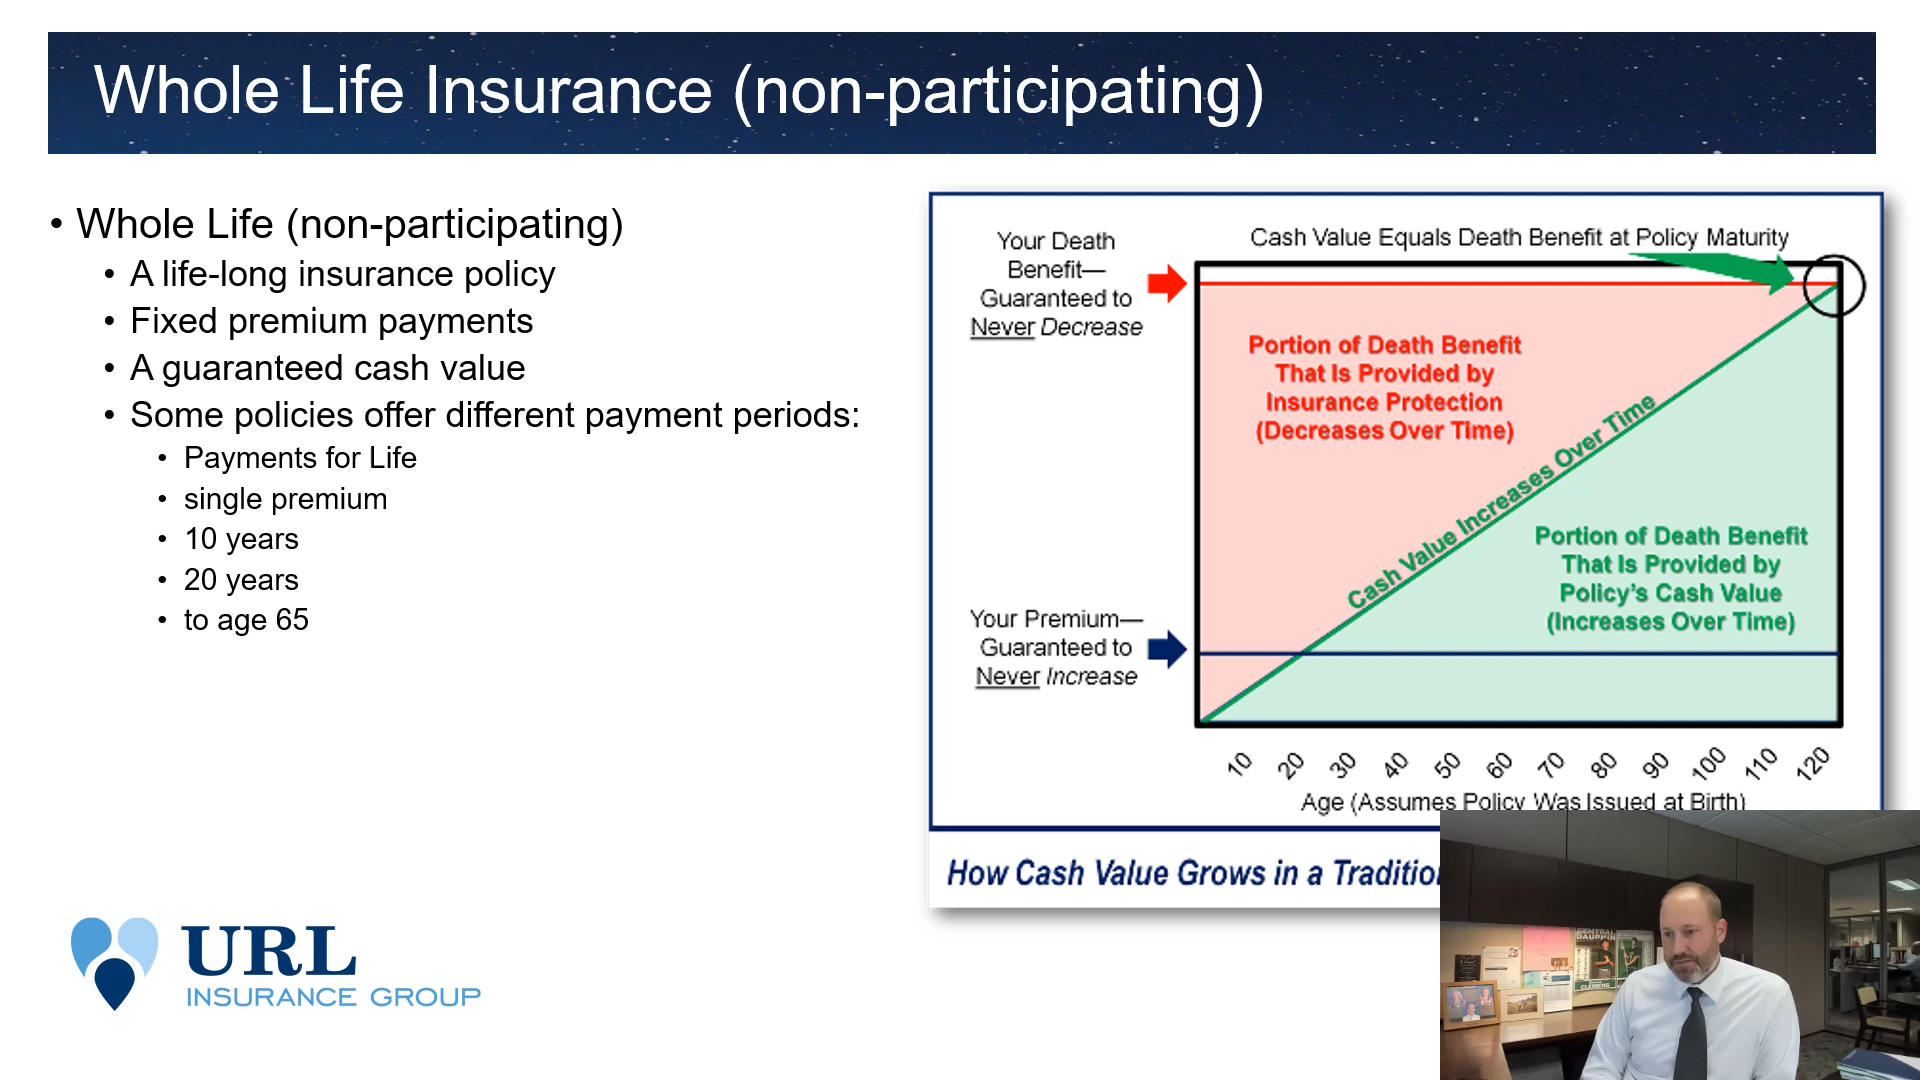 Whole Life Insurance (non-participating)
• Whole Life (non-participating)
• A life-long insurance policy
• Fixed premium payments
• A guaranteed cash value
• Some policies offer different payment periods:
• Payments for Life
• single premium
• 10 years
• 20 years
• to age 65
Your Death
Benefit—
Guaranteed to
Never Decrease
Cash Value Equals Death Benefit at Policy Maturity
Portion of Death Benefit
That Is Provided by
Insurance Protection
(Decreases Over Time)
Cash Value Increases Over Time
Portion of Death Benefit
That Is Provided by
Policy's Cash Value
(Increases Over Time)
Your Premium—
Guaranteed to
Never Increase
10 20 30 40 50 60 70 80 90 100 110 120
Age (Assumes Policy Was Issued at Birth)
How Cash Value Grows in a Traditio
URL
INSURANCE GROUP
CENTRAL
DAUPHIN
CLEMENS